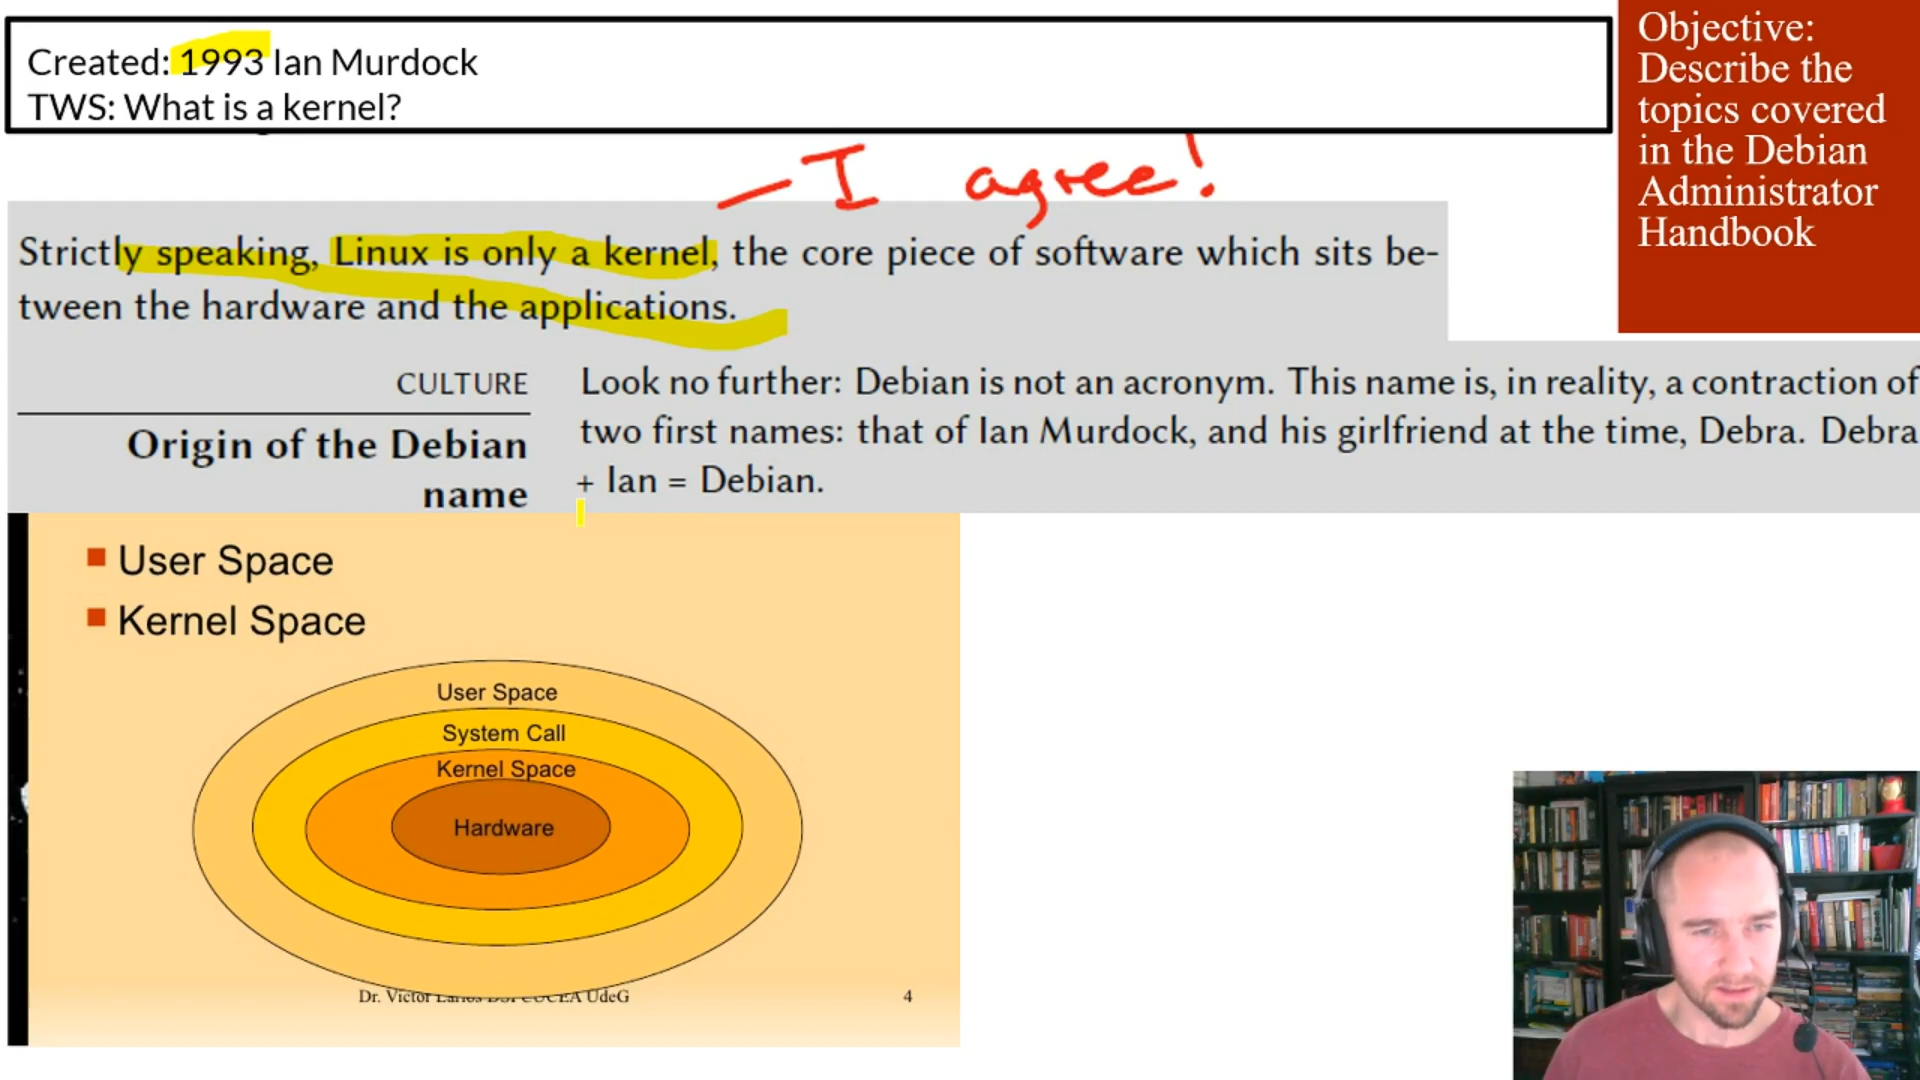 Created: 1993 Ian Murdock
TWS: What is a kernel?
Objective:
Describe the
topics covered
in the Debian
Administrator
Handbook
– I agree!
Strictly speaking, Linux is only a kernel, the core piece of software which sits be-
tween the hardware and the applications.
CULTURE
Origin of the Debian
name
Look no further: Debian is not an acronym. This name is, in reality, a contraction of
two first names: that of Ian Murdock, and his girlfriend at the time, Debra. Debra
+ Ian = Debian.
User Space
Kernel Space
User Space
System Call
Kernel Space
Hardware
Dr. Victor UdeG
4